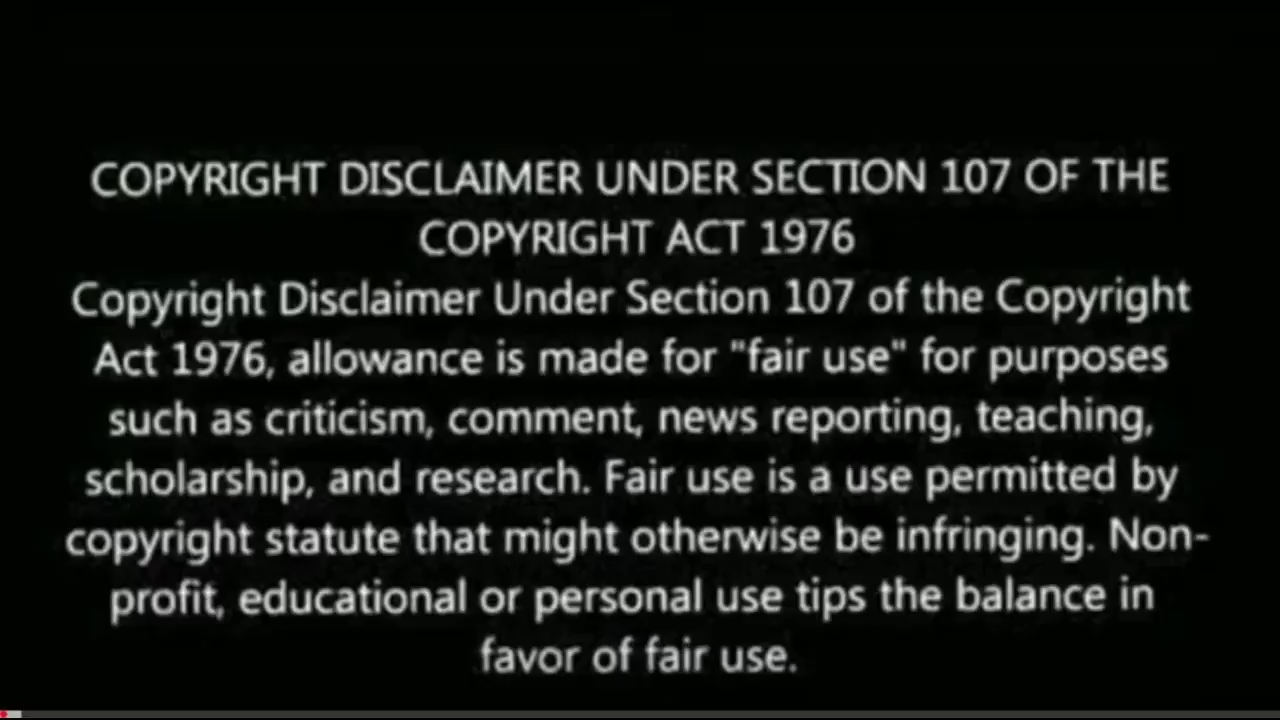 COPYRIGHT DISCLAIMER UNDER SECTION 107 OF THE
COPYRIGHT ACT 1976
Copyright Disclaimer Under Section 107 of the Copyright
Act 1976, allowance is made for "fair use" for purposes
such as criticism, comment, news reporting, teaching,
scholarship, and research. Fair use is a use permitted by
copyright statute that might otherwise be infringing. Non-
profit, educational or personal use tips the balance in
favor of fair use.